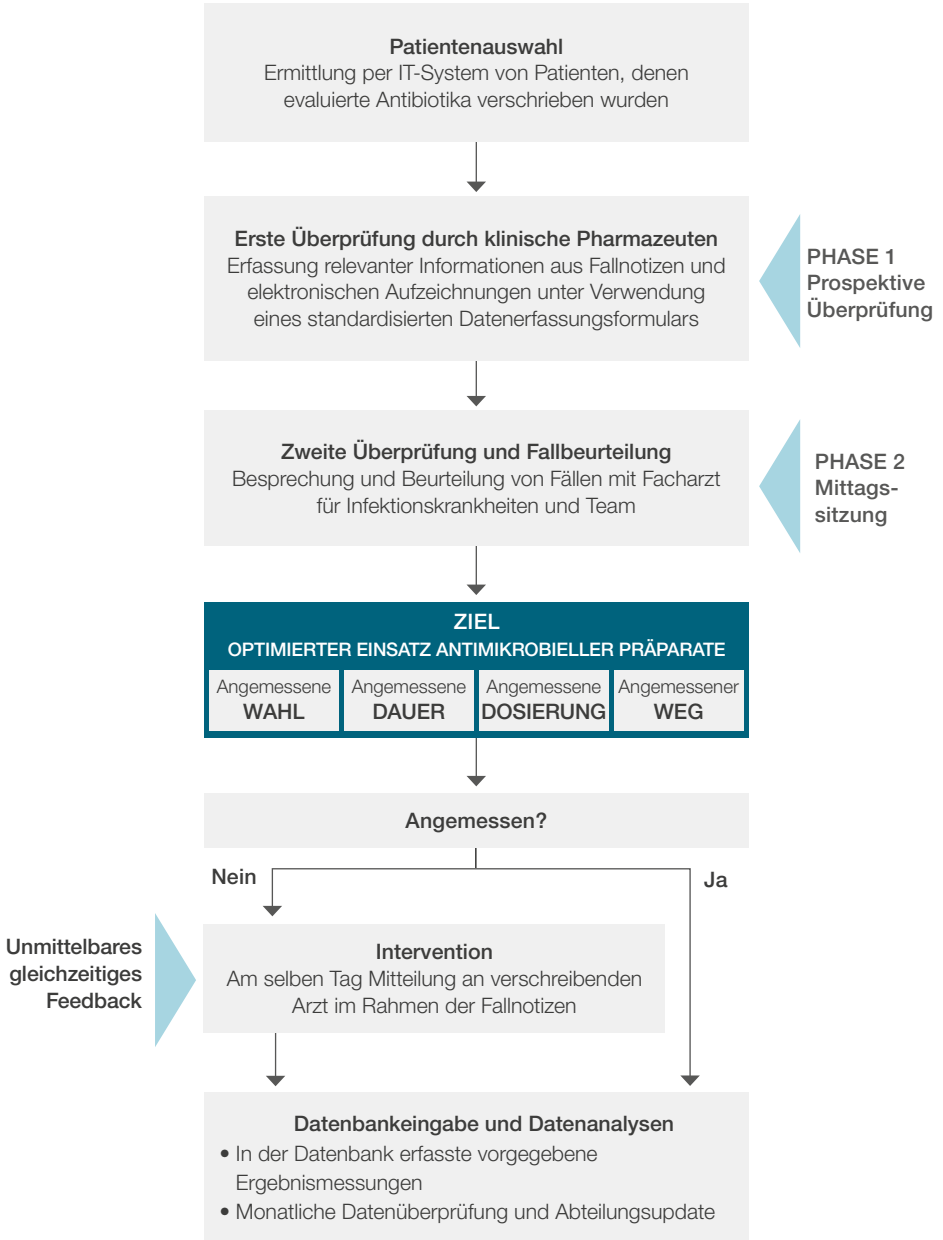 Patientenauswahl
Ermittlung per IT-System von Patienten, denen
evaluierte Antibiotika verschrieben wurden
Erste Überprüfung durch klinische Pharmazeuten
Erfassung relevanter Informationen aus Fallnotizen und
elektronischen Aufzeichnungen unter Verwendung
eines standardisierten Datenerfassungsformulars
PHASE 1
Prospektive
Überprüfung
Zweite Überprüfung und Fallbeurteilung
Besprechung und Beurteilung von Fällen mit Facharzt
für Infektionskrankheiten und Team
PHASE 2
Mittags-
sitzung
ZIEL
OPTIMIERTER EINSATZ ANTIMIKROBIELLER PRÄPARATE
Angemessene
WAHL
Angemessene
DAUER
Angemessene
DOSIERUNG
Angemessener
WEG
Angemessen?
Nein
Ja
Unmittelbares
gleichzeitiges
Feedback
Intervention
Am selben Tag Mitteilung an verschreibenden
Arzt im Rahmen der Fallnotizen
Datenbankeingabe und Datenanalysen
• In der Datenbank erfasste vorgegebene
Ergebnismessungen
• Monatliche Datenüberprüfung und Abteilungsupdate